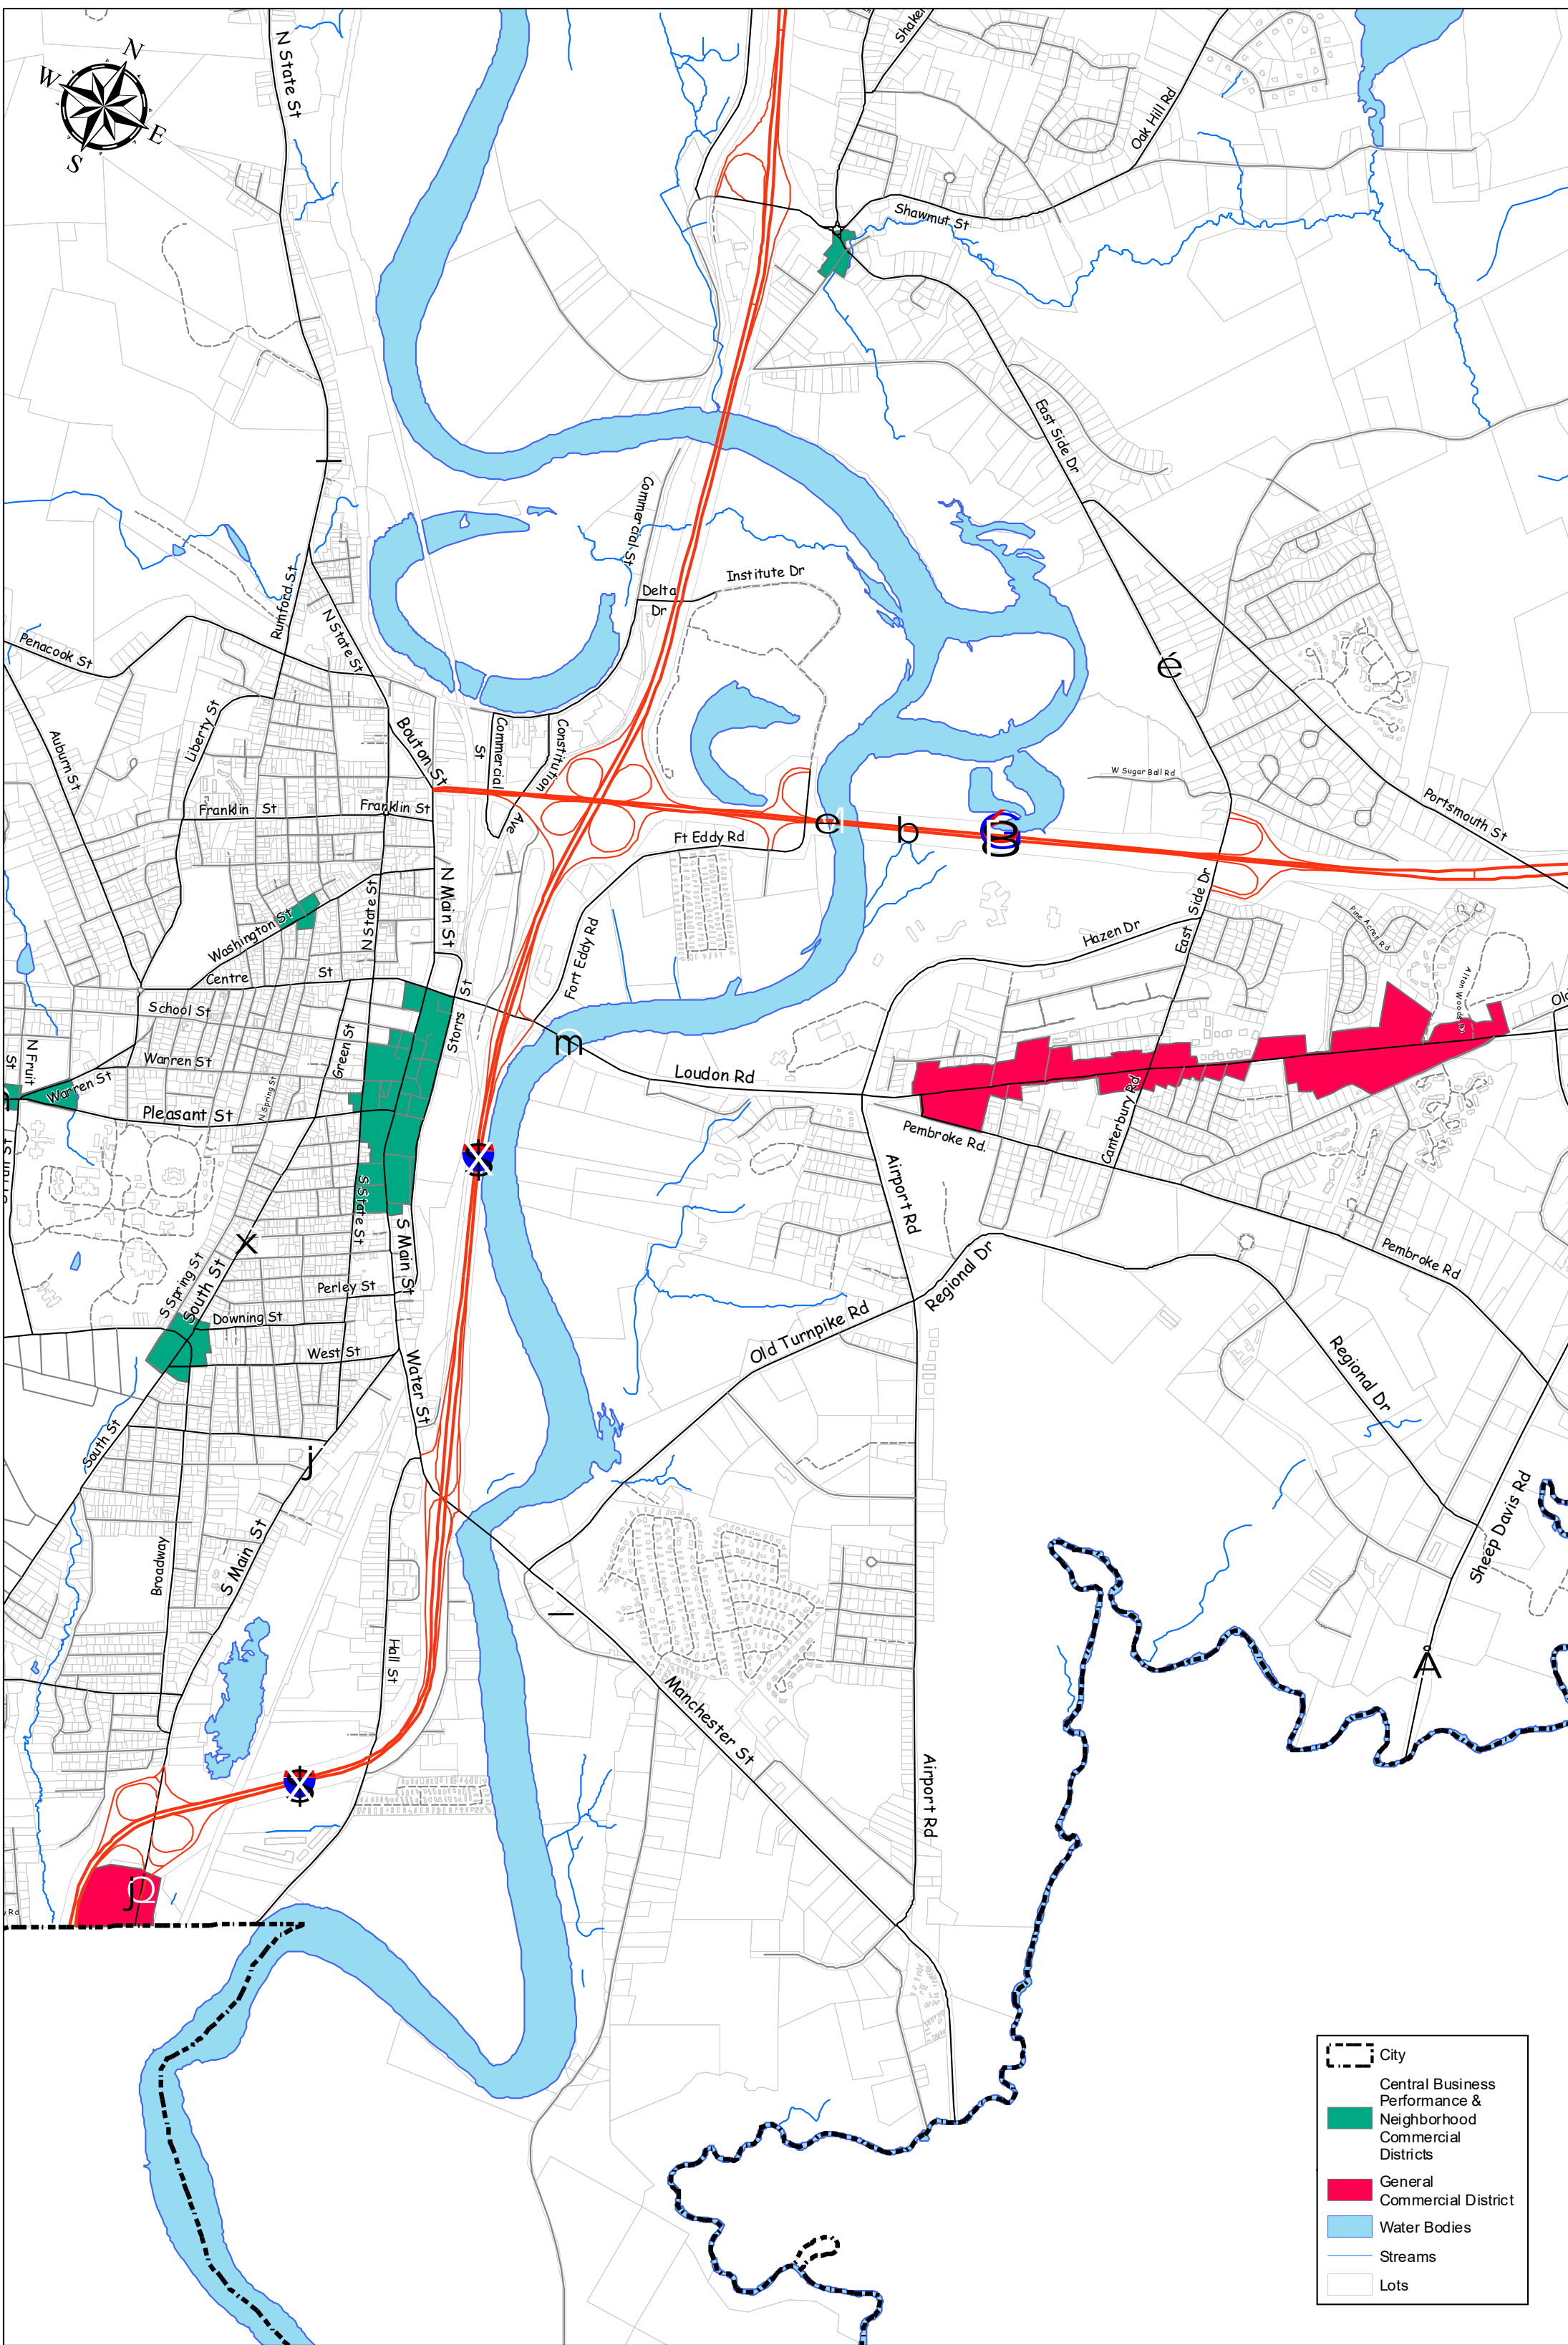 N
W
E
S
N State St
Shawmut St
Oak Hill Rd
East Side Dr
Commercial St
Institute Dr
Delta
Dr
Rumford St
N State St
Penacook St
Auburn St
Liberty St
Bouton St
Commercial
St
Constitution
Ave
W Sugar Ball Rd
Portsmouth St
Franklin St
Franklin St
Ft Eddy Rd
Fort Eddy Rd
N Main St
N State St
Washington St
Centre St
Hazen Dr
East Side Dr
Pine Acres Rd
Alton Woods Dr
School St
Green St
Storrs St
Warren St
Warren St
N Fruit
St
N Spring St
Pleasant St
Loudon Rd
Pembroke Rd.
Canterbury Rd
Airport Rd
Regional Dr
Pembroke Rd
S State St
S Main St
S Spring St
South St
Perley St
Downing St
West St
Water St
Old Turnpike Rd
Regional Dr
South St
Broadway
S Main St
Hall St
Sheep Davis Rd
Manchester St
Airport Rd
City
Central Business
Performance &
Neighborhood
Commercial
Districts
General
Commercial District
Water Bodies
Streams
Lots